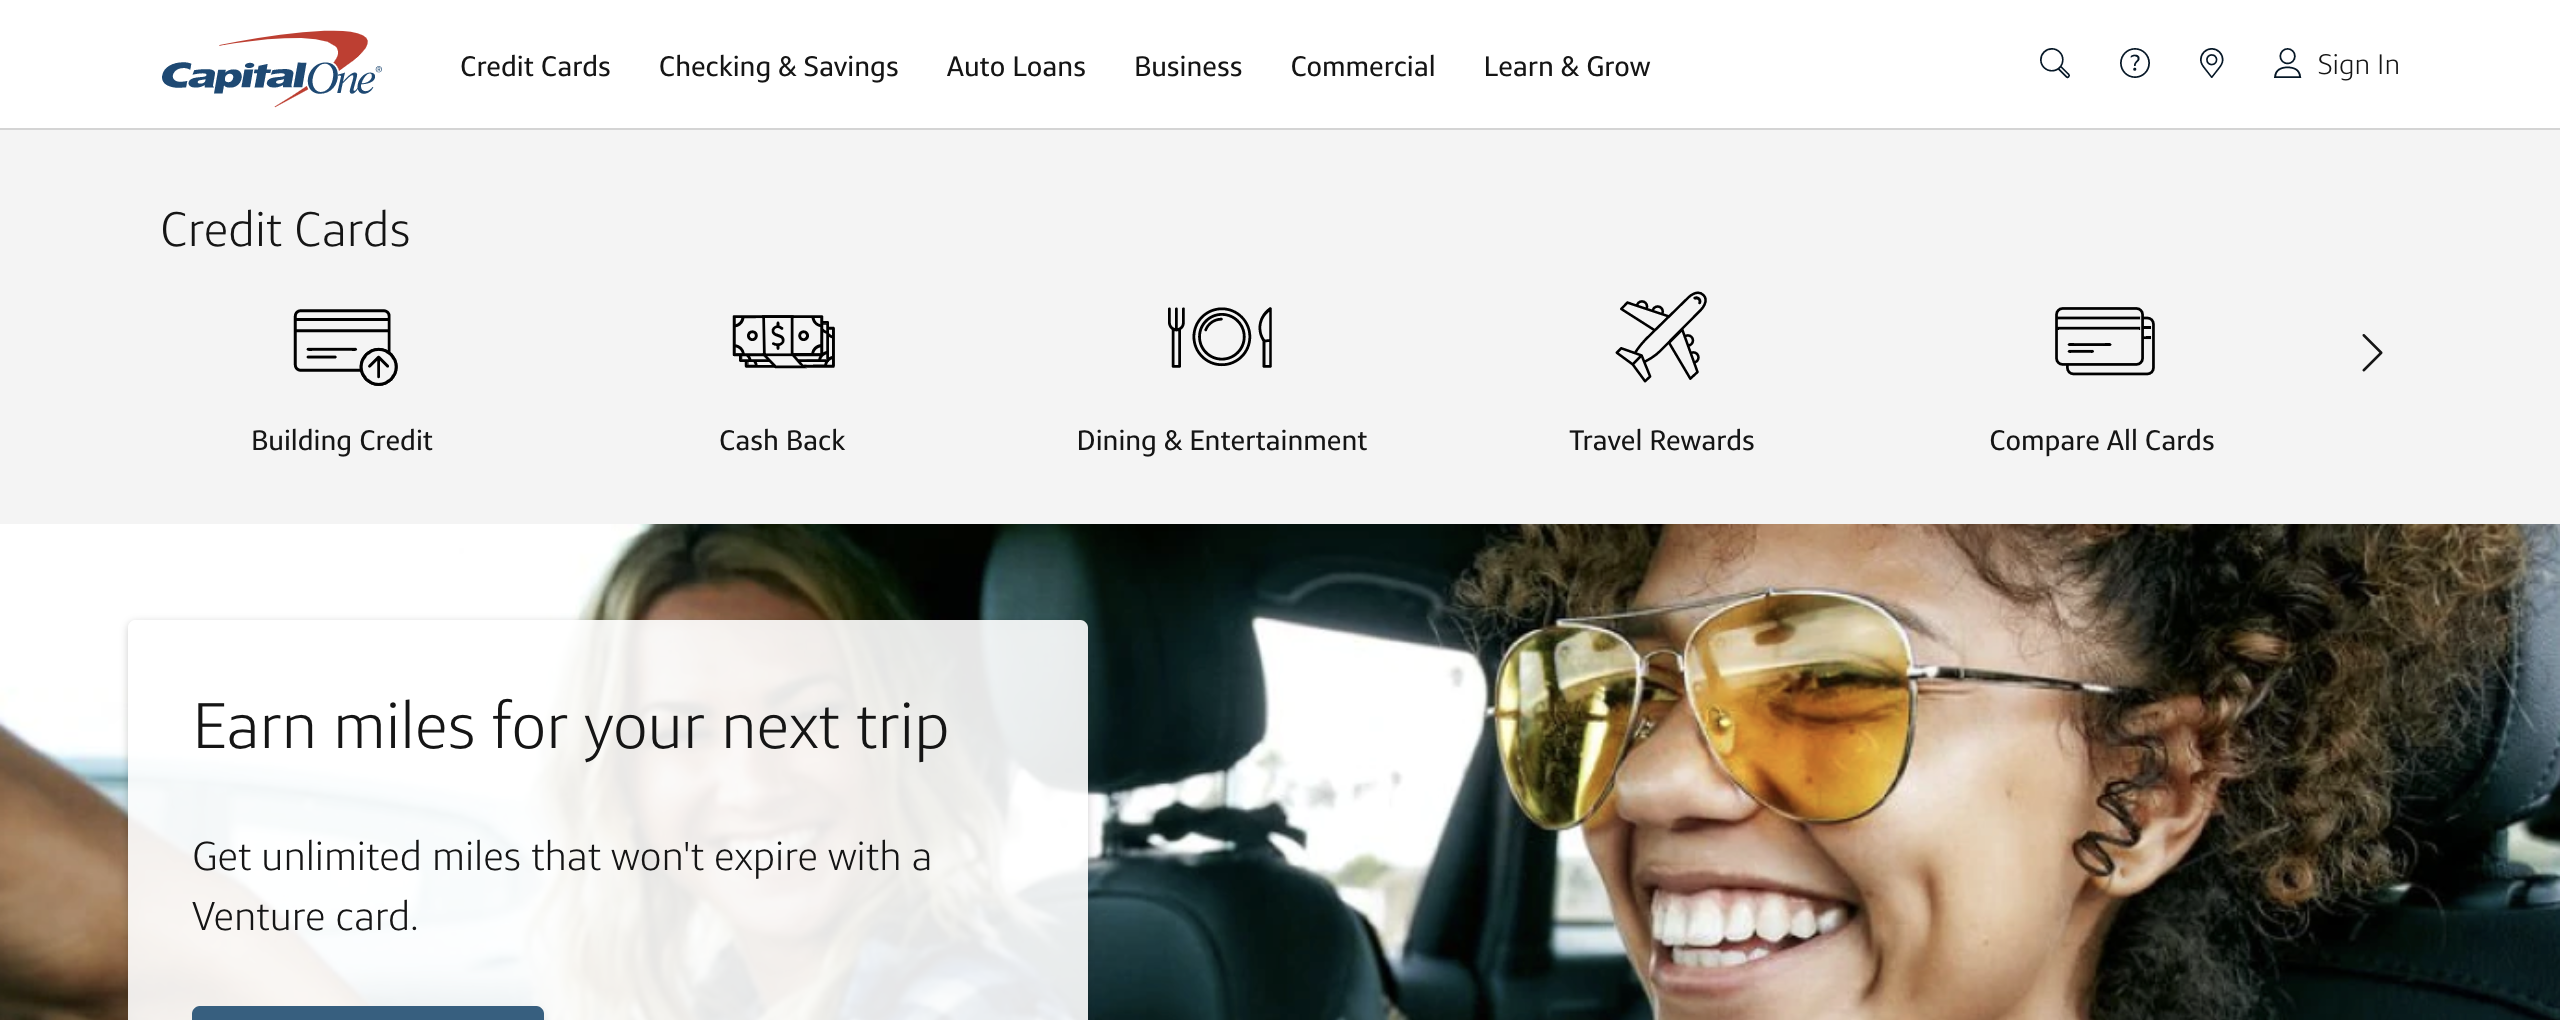 CapitalOne®
Credit Cards
Checking & Savings
Auto Loans
Business
Commercial
Learn & Grow
Sign In
Credit Cards
Building Credit
Cash Back
Dining & Entertainment
Travel Rewards
Compare All Cards
Earn miles for your next trip
Get unlimited miles that won't expire with a
Venture card.